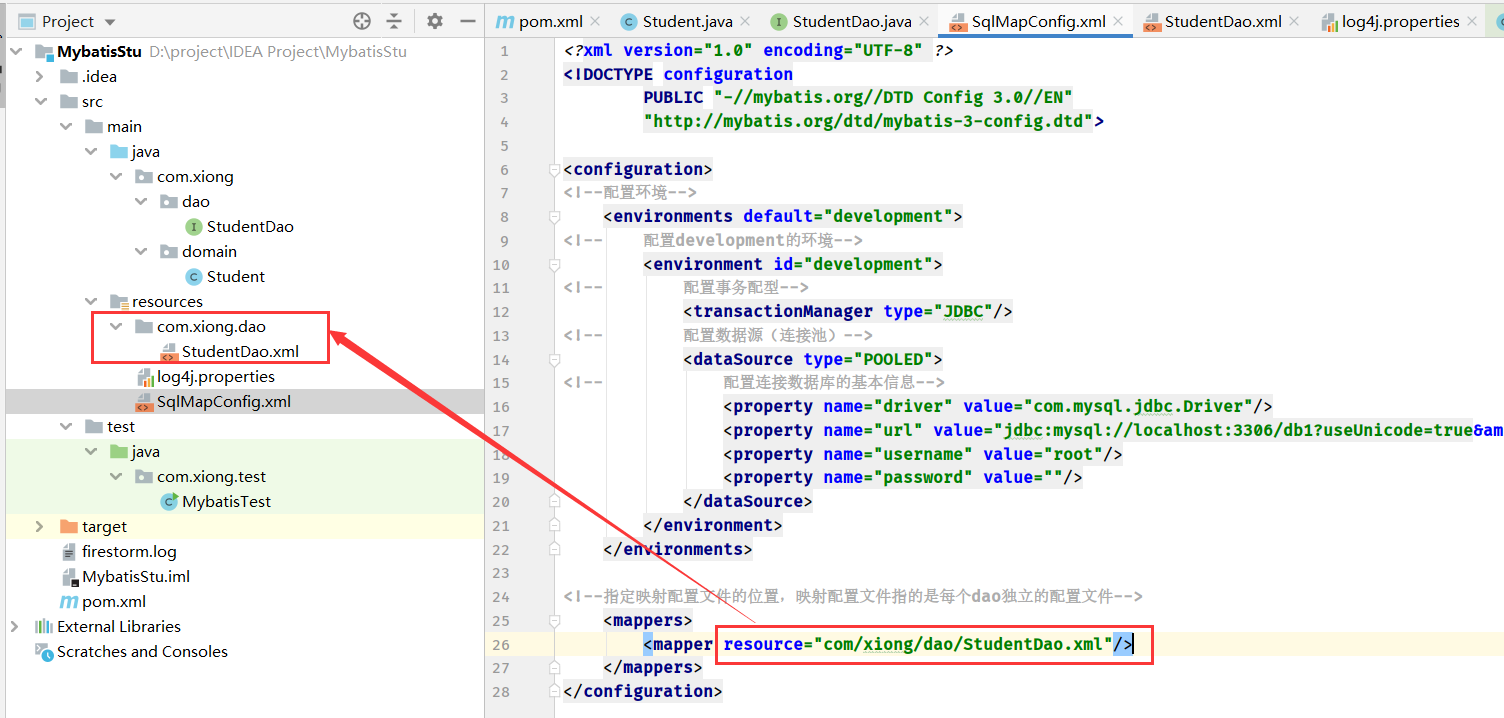 Project
pom.xml
Student.java
StudentDao.java
SqlMapConfig.xml
StudentDao.xml
log4j.properties
MybatisStu D:\project\IDEA Project\MybatisStu
.idea
src
main
java
com.xiong
dao
StudentDao
domain
Student
resources
com.xiong.dao
StudentDao.xml
log4j.properties
SqlMapConfig.xml
test
java
com.xiong.test
MybatisTest
target
firestorm.log
MybatisStu.iml
pom.xml
External Libraries
Scratches and Consoles
1 <?xml version="1.0" encoding="UTF-8" ?>
2 <!DOCTYPE configuration
3 PUBLIC "-//mybatis.org//DTD Config 3.0//EN"
4 "http://mybatis.org/dtd/mybatis-3-config.dtd">
5
6 <configuration>
7 <!--配置环境-->
8 <environments default="development">
9 <!-- 配置development的环境-->
10 <environment id="development">
11 <!-- 配置事务配型-->
12 <transactionManager type="JDBC"/>
13 <!-- 配置数据源（连接池）-->
14 <dataSource type="POOLED">
15 <!-- 配置连接数据库的基本信息-->
16 <property name="driver" value="com.mysql.jdbc.Driver"/>
17 <property name="url" value="jdbc:mysql://localhost:3306/db1?useUnicode=true&am
18 <property name="username" value="root"/>
19 <property name="password" value=""/>
20 </dataSource>
21 </environment>
22 </environments>
23
24 <!--指定映射配置文件的位置，映射配置文件指的是每个dao独立的配置文件-->
25 <mappers>
26 <mapper resource="com/xiong/dao/StudentDao.xml"/>
27 </mappers>
28 </configuration>